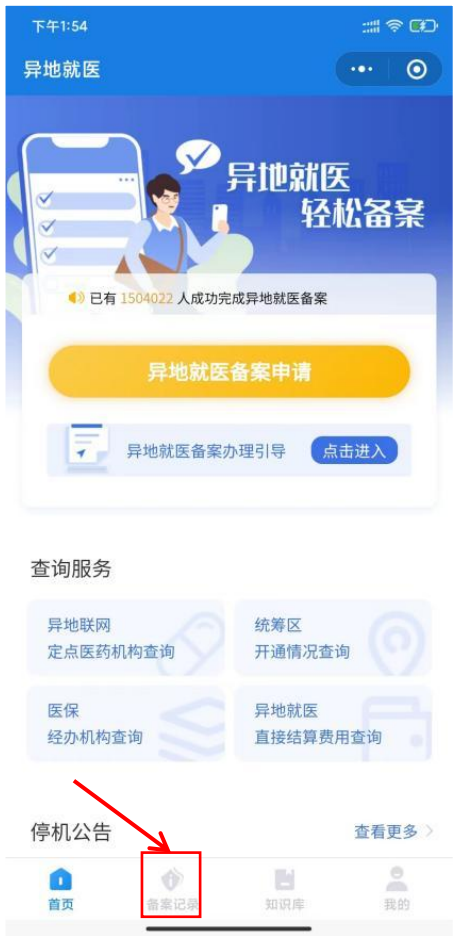 下午1:54
异地就医
异地就医
轻松备案
已有 1504022 人成功完成异地就医备案
异地就医备案申请
异地就医备案办理引导 点击进入
查询服务
异地联网
定点医药机构查询
统筹区
开通情况查询
医保
经办机构查询
异地就医
直接结算费用查询
停机公告 查看更多
首页 备案记录 知识库 我的